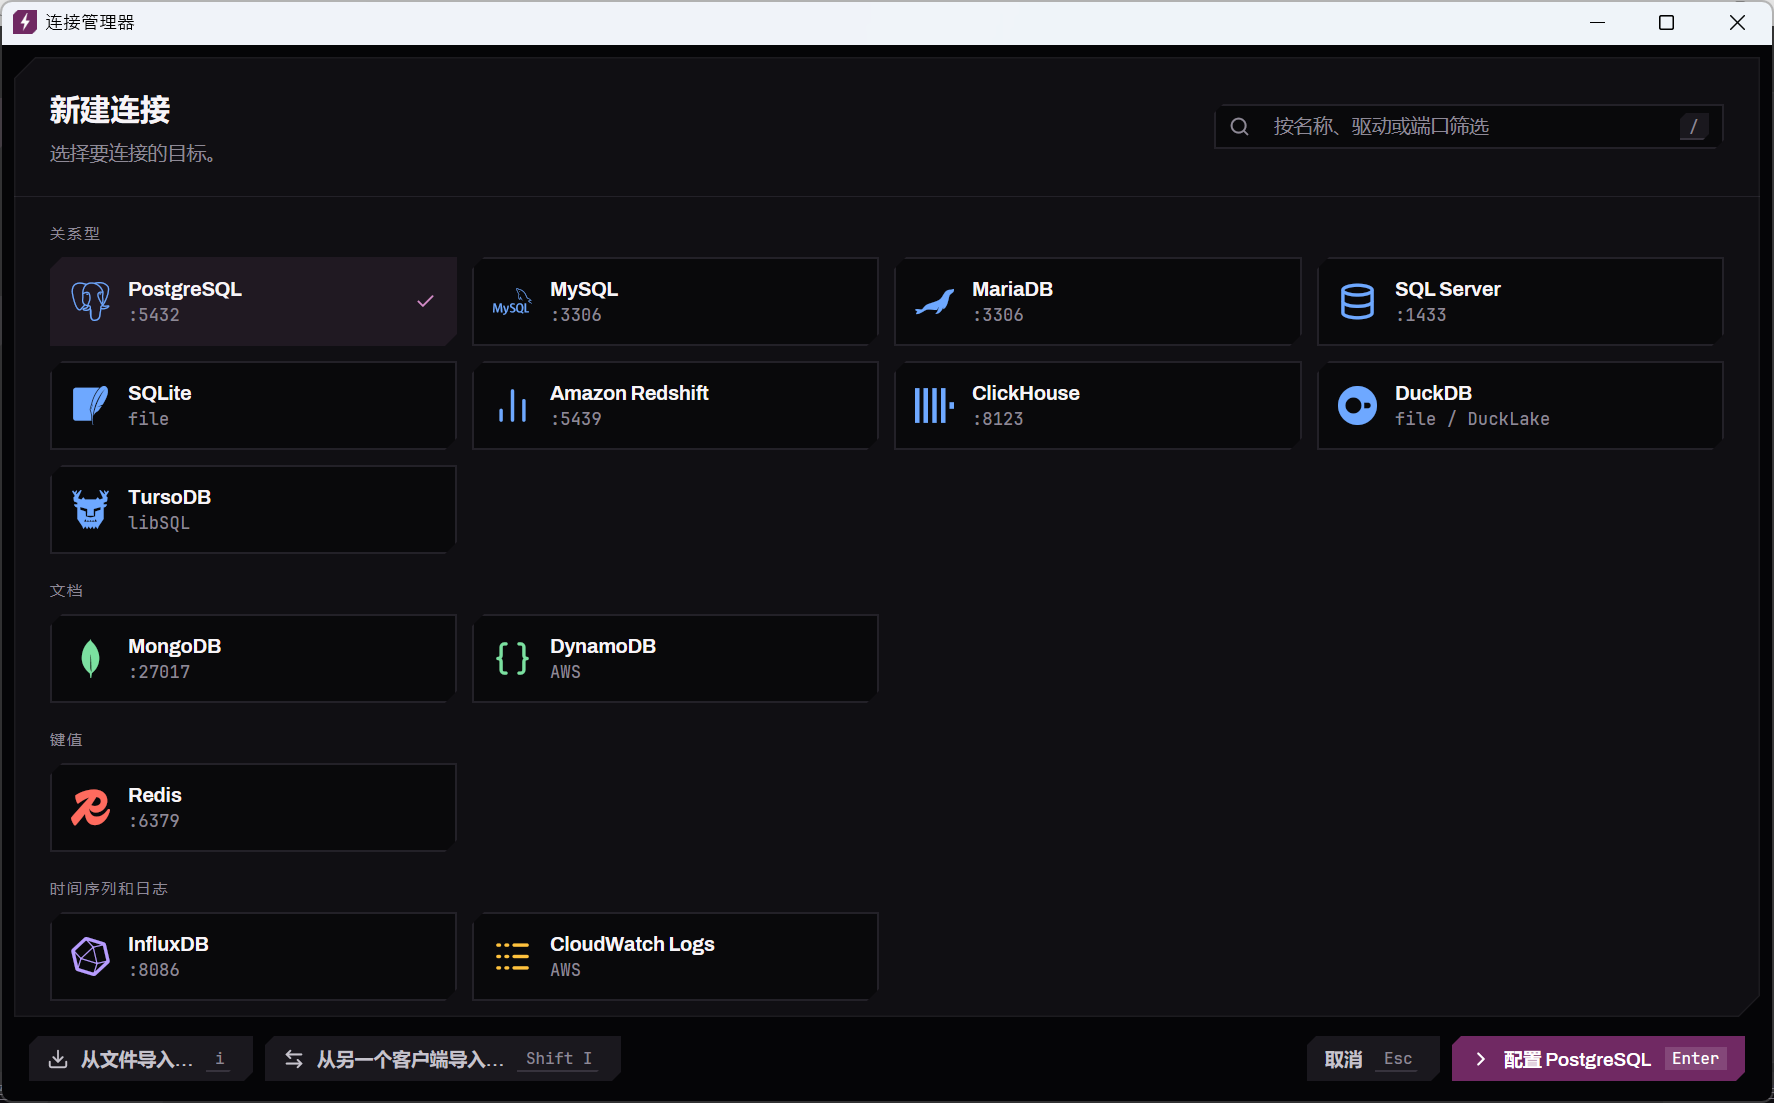 连接管理器
新建连接
选择要连接的目标。
按名称、驱动或端口筛选 /
关系型
PostgreSQL
:5432
MySQL
MySQL
:3306
MariaDB
:3306
SQL Server
:1433
SQLite
file
Amazon Redshift
:5439
ClickHouse
:8123
DuckDB
file / DuckLake
TursoDB
libSQL
文档
MongoDB
:27017
DynamoDB
AWS
键值
Redis
:6379
时间序列和日志
InfluxDB
:8086
CloudWatch Logs
AWS
从文件导入... i
从另一个客户端导入... Shift I
取消 Esc
配置 PostgreSQL Enter